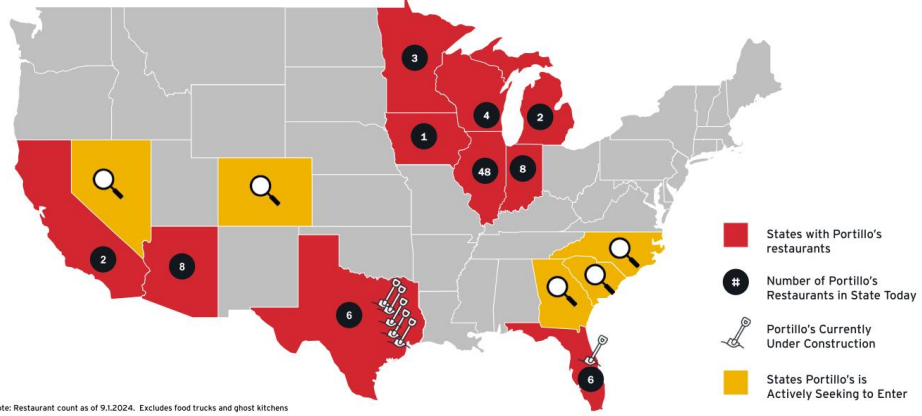 3
4
2
1
48
8
2
8
6
6
States with Portillo's
restaurants
#
Number of Portillo's
Restaurants in State Today
Portillo's Currently
Under Construction
States Portillo's is
Actively Seeking to Enter
ote: Restaurant count as of 9.1.2024. Excludes food trucks and ghost kitchens